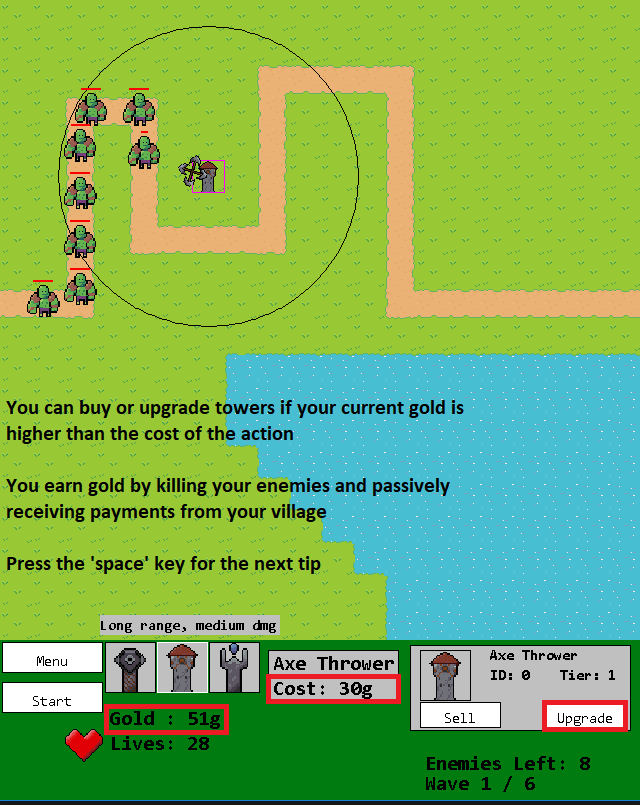 You can buy or upgrade towers if your current gold is
higher than the cost of the action
You earn gold by killing your enemies and passively
receiving payments from your village
Press the 'space' key for the next tip
Long range, medium dmg
Menu
Start
Axe Thrower
Cost: 30g
Gold : 51g
Lives: 28
Axe Thrower
ID: 0 Tier: 1
Sell
Upgrade
Enemies Left: 8
Wave 1 / 6